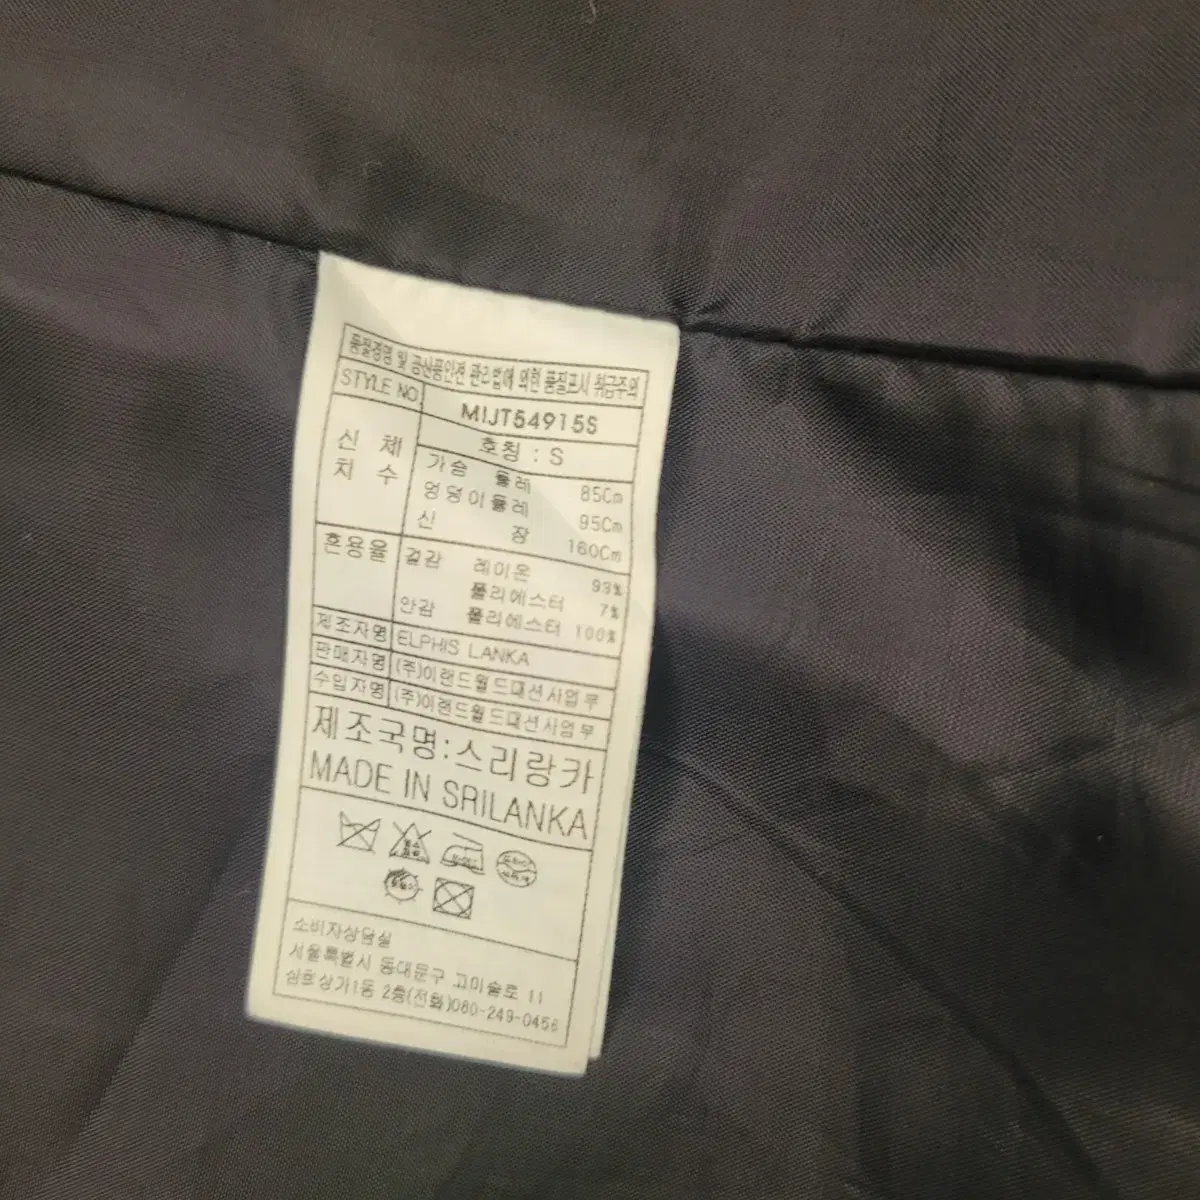 품질경영 및 공산품안전 관리법에 의한 품질표시 취급주의
STYLE NO. MIJT54915S
신체 치수 호칭 : S
가슴 둘레 85Cm
엉덩이둘레 95Cm
신 장 160Cm
혼용율 겉감 레이온 93%
폴리에스터 7%
안감 폴리에스터 100%
제조자명 ELPHIS LANKA
판매자명 (주)이랜드월드패션사업부
수입자명 (주)이랜드월드패션사업부
제조국명:스리랑카
MADE IN SRILANKA
소비자상담실
서울특별시 동대문구 고미술로 11
삼희상가1동 2층(전화)080-249-0456